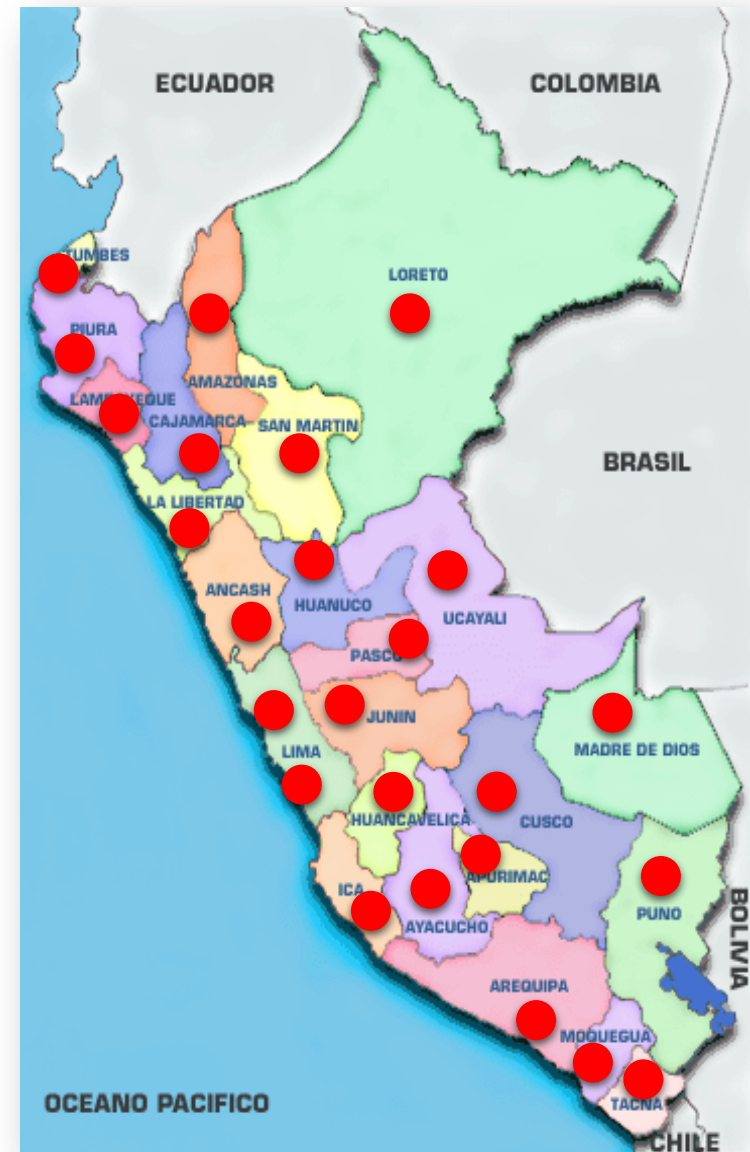 ECUADOR
COLOMBIA
TUMBES
LORETO
PIURA
AMAZONAS
CAJAMARCA
SAN MARTIN
BRASIL
LA LIBERTAD
ANCASH
HUANUCO
UCAYALI
PASCO
JUNIN
LIMA
MADRE DE DIOS
HUANCAVELICA
CUSCO
APURIMAC
ICA
PUNO
AYACUCHO
BOLIVIA
AREQUIPA
MOQUEGUA
TACNA
OCEANO PACIFICO
CHILE